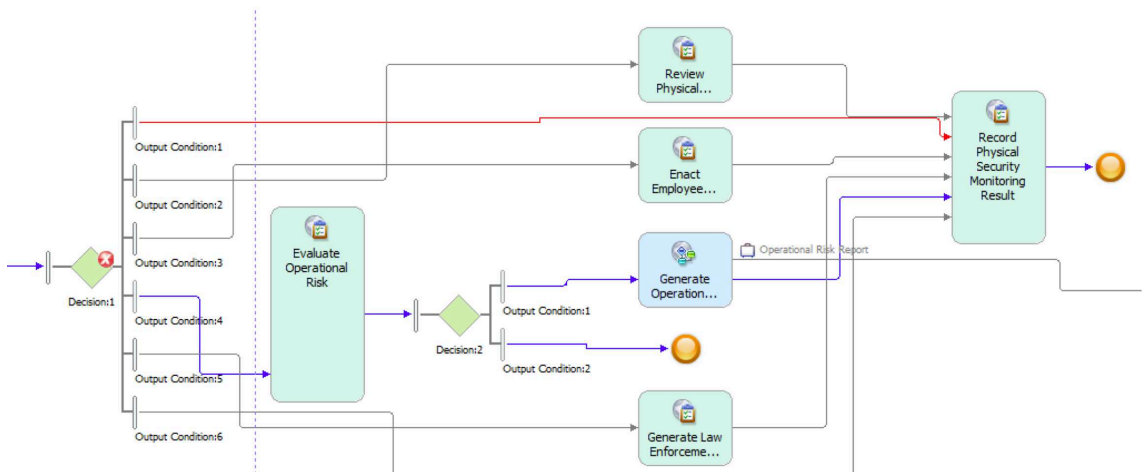 Review
Physical...
Output Condition:1
Record
Physical
Security
Monitoring
Result
Enact
Employee...
Output Condition:2
Evaluate
Operational
Risk
Output Condition:3
Operational Risk Report
Generate
Operation...
Decision:1
Output Condition:4
Output Condition:1
Decision:2
Output Condition:2
Output Condition:5
Output Condition:6
Generate Law
Enforceme...